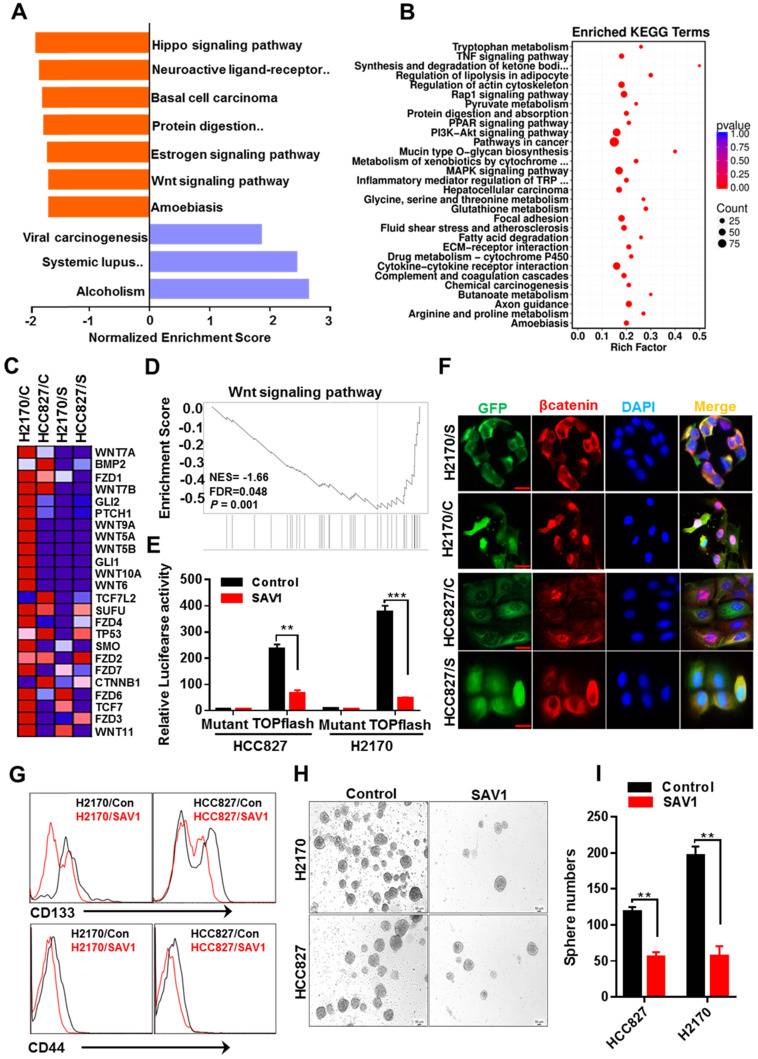 A
Hippo signaling pathway
Neuroactive ligand-receptor..
Basal cell carcinoma
Protein digestion..
Estrogen signaling pathway
Wnt signaling pathway
Amoebiasis
Viral carcinogenesis
Systemic lupus..
Alcoholism
-2 -1 0 1 2 3
Normalized Enrichment Score
B
Enriched KEGG Terms
Tryptophan metabolism
TNF signaling pathway
Synthesis and degradation of ketone bodi...
Regulation of lipolysis in adipocyte
Regulation of actin cytoskeleton
Rap1 signaling pathway
Pyruvate metabolism
Protein digestion and absorption
PPAR signaling pathway
PI3K-Akt signaling pathway
Pathways in cancer
Mucin type O-glycan biosynthesis
Metabolism of xenobiotics by cytochrome ...
MAPK signaling pathway
Inflammatory mediator regulation of TRP ...
Hepatocellular carcinoma
Glycine, serine and threonine metabolism
Glutathione metabolism
Focal adhesion
Fluid shear stress and atherosclerosis
Fatty acid degradation
ECM-receptor interaction
Drug metabolism - cytochrome P450
Cytokine-cytokine receptor interaction
Complement and coagulation cascades
Chemical carcinogenesis
Butanoate metabolism
Axon guidance
Arginine and proline metabolism
Amoebiasis
0.0 0.1 0.2 0.3 0.4 0.5
Rich Factor
pvalue
1.00
0.75
0.50
0.25
0.00
Count
25
50
75
C
H2170/C
HCC827/C
H2170/S
HCC827/S
WNT7A
BMP2
FZD1
WNT7B
GLI2
PTCH1
WNT9A
WNT5A
WNT5B
GLI1
WNT10A
WNT6
TCF7L2
SUFU
FZD4
TP53
SMO
FZD2
FZD7
CTNNB1
FZD6
TCF7
FZD3
WNT11
D
Wnt signaling pathway
Enrichment Score
0.0
-0.1
-0.2
-0.3
-0.4
-0.5
NES= -1.66
FDR=0.048
P = 0.001
E
Control
SAV1
Relative Lucifearse activity
500
400
300
200
100
0
**
***
Mutant TOPflash Mutant TOPflash
HCC827 H2170
F
GFP βcatenin DAPI Merge
H2170/S
H2170/C
HCC827/C
HCC827/S
G
H2170/Con
H2170/SAV1
HCC827/Con
HCC827/SAV1
CD133
H2170/Con
H2170/SAV1
HCC827/Con
HCC827/SAV1
CD44
H
Control SAV1
H2170
HCC827
I
Control
SAV1
Sphere numbers
250
200
150
100
50
0
**
**
HCC827
H2170